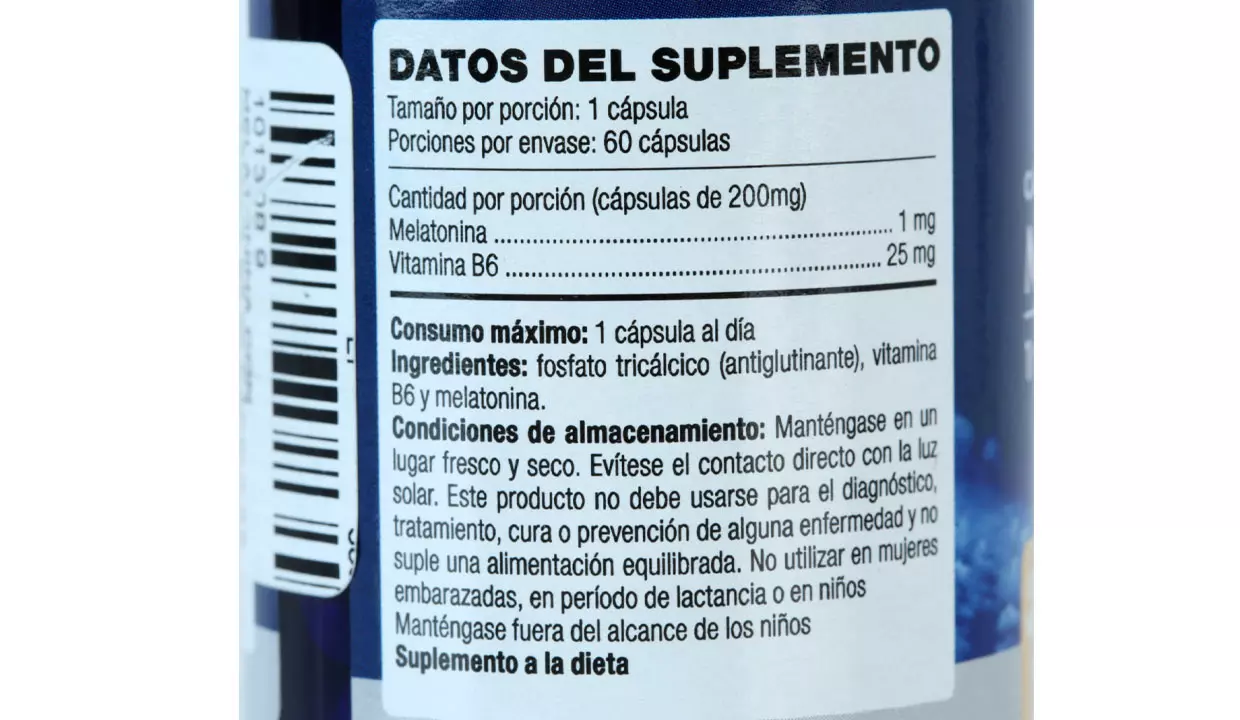 DATOS DEL SUPLEMENTO
Tamaño por porción: 1 cápsula
Porciones por envase: 60 cápsulas
Cantidad por porción (cápsulas de 200mg)
Melatonina ........................................................................ 1 mg
Vitamina B6 .................................................................... 25 mg
Consumo máximo: 1 cápsula al día
Ingredientes: fosfato tricálcico (antiglutinante), vitamina
B6 y melatonina.
Condiciones de almacenamiento: Manténgase en un
lugar fresco y seco. Evítese el contacto directo con la luz
solar. Este producto no debe usarse para el diagnóstico,
tratamiento, cura o prevención de alguna enfermedad y no
suple una alimentación equilibrada. No utilizar en mujeres
embarazadas, en período de lactancia o en niños
Manténgase fuera del alcance de los niños
Suplemento a la dieta